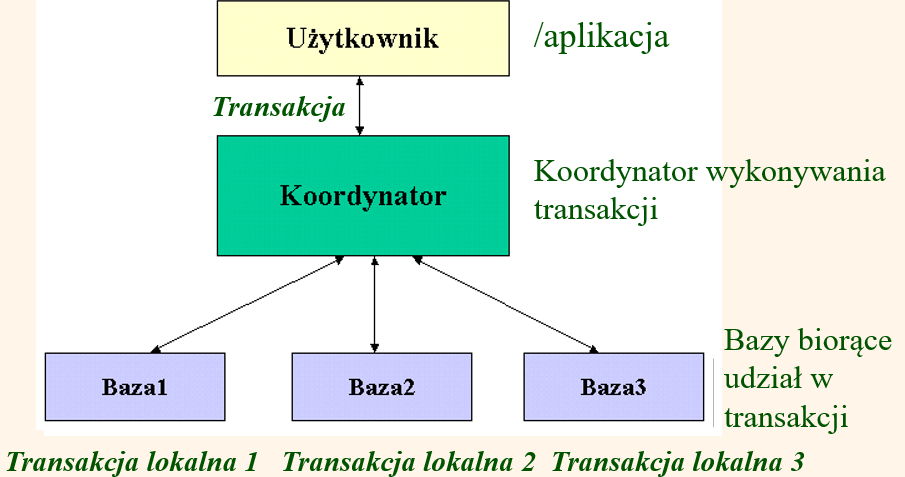 Użytkownik
/aplikacja
Transakcja
Koordynator
Koordynator wykonywania
transakcji
Bazy biorące
udział w
transakcji
Baza1
Baza2
Baza3
Transakcja lokalna 1
Transakcja lokalna 2
Transakcja lokalna 3